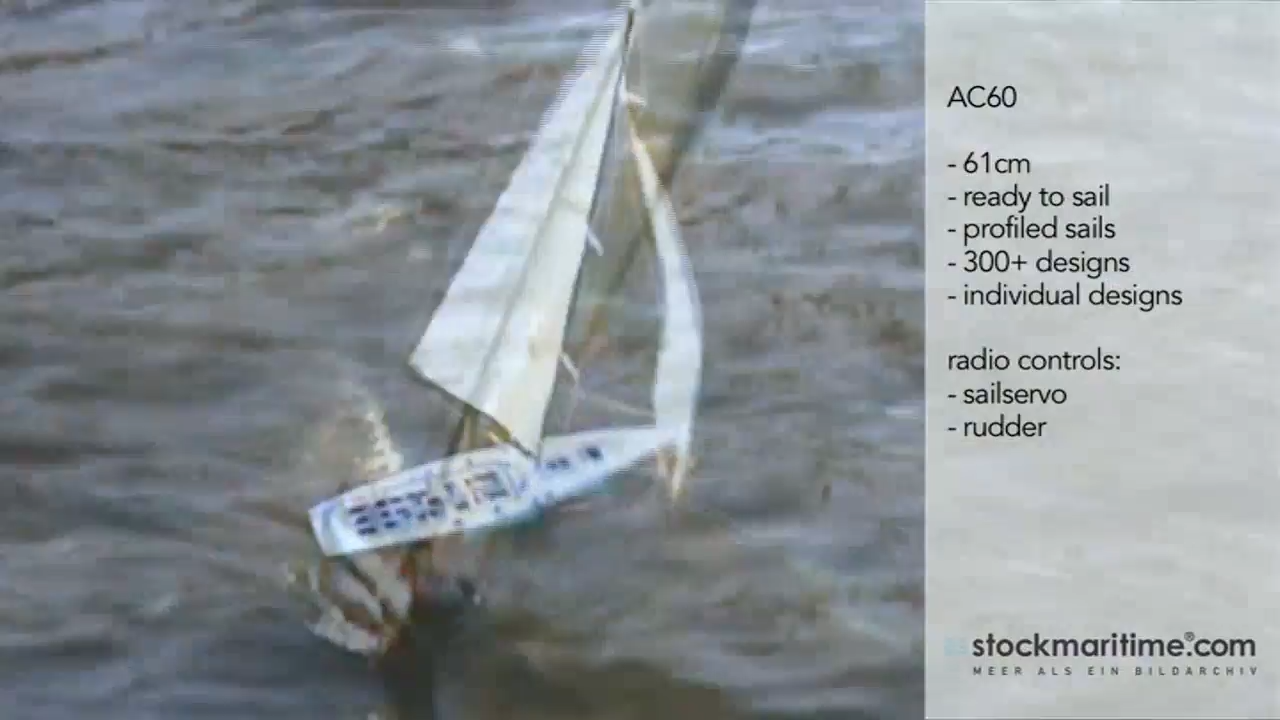 AC60
- 61cm
- ready to sail
- profiled sails
- 300+ designs
- individual designs
radio controls:
- sailservo
- rudder
stockmaritime®.com
MEER ALS EIN BILDARCHIV